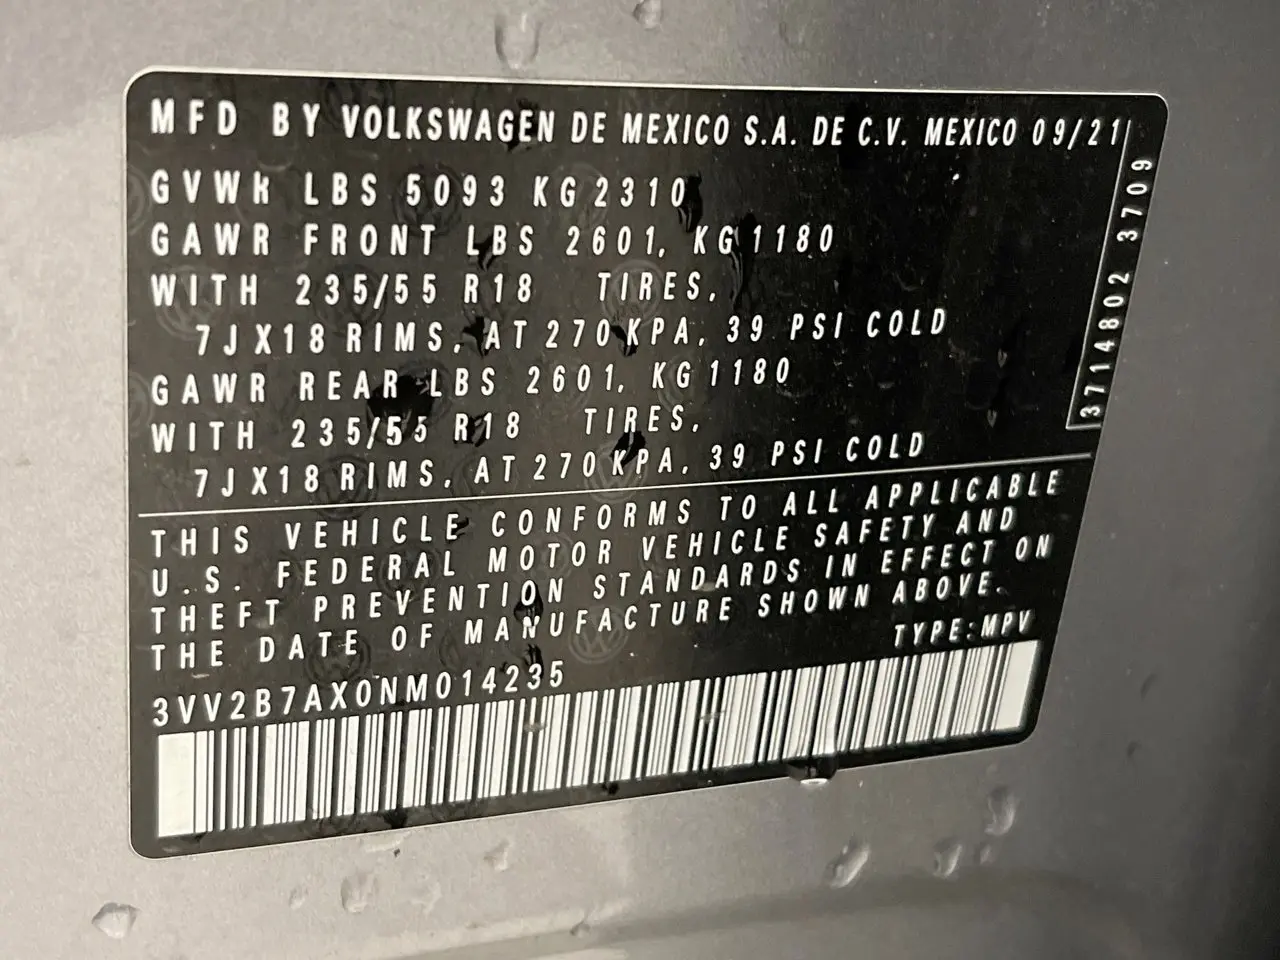 MFD BY VOLKSWAGEN DE MEXICO S.A. DE C.V. MEXICO 09/21
GVWR LBS 5093 KG 2310
GAWR FRONT LBS 2601, KG 1180
WITH 235/55 R18 TIRES,
7JX18 RIMS, AT 270 KPA, 39 PSI COLD
GAWR REAR LBS 2601, KG 1180
WITH 235/55 R18 TIRES,
7JX18 RIMS, AT 270 KPA, 39 PSI COLD
3714802 3709
THIS VEHICLE CONFORMS TO ALL APPLICABLE
U.S. FEDERAL MOTOR VEHICLE SAFETY AND
THEFT PREVENTION STANDARDS IN EFFECT ON
THE DATE OF MANUFACTURE SHOWN ABOVE.
TYPE:MPV
3VV2B7AX0NM014235